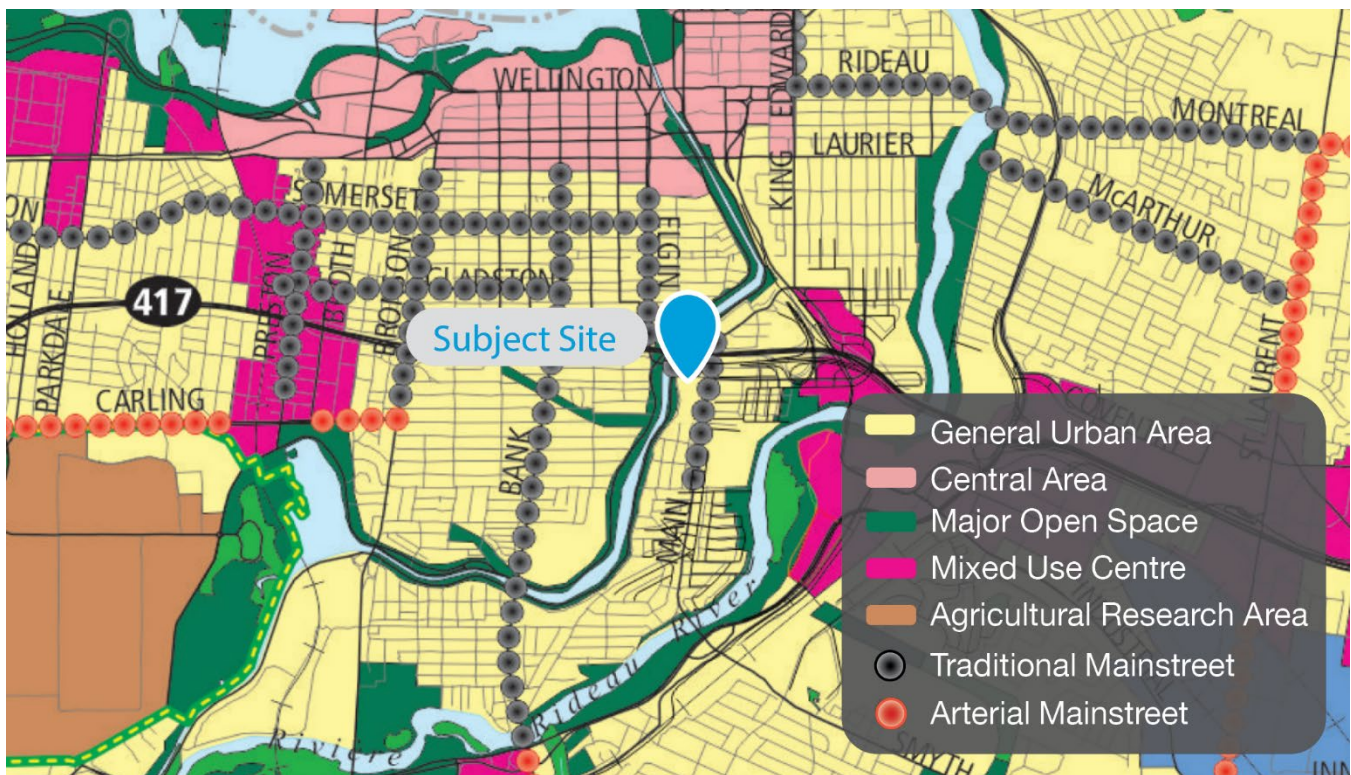 WELLINGTON
KING EDWARD
RIDEAU
MONTREAL
LAURIER
McARTHUR
SOMERSET
ELGIN
GLADSTON
BOOTH
PRESTON
BRONSON
HOLLAND
PARKDALE
417
Subject Site
CARLING
BANK
MAIN
ST.LAURENT
Rideau River
Rivière
SMYTH
General Urban Area
Central Area
Major Open Space
Mixed Use Centre
Agricultural Research Area
Traditional Mainstreet
Arterial Mainstreet